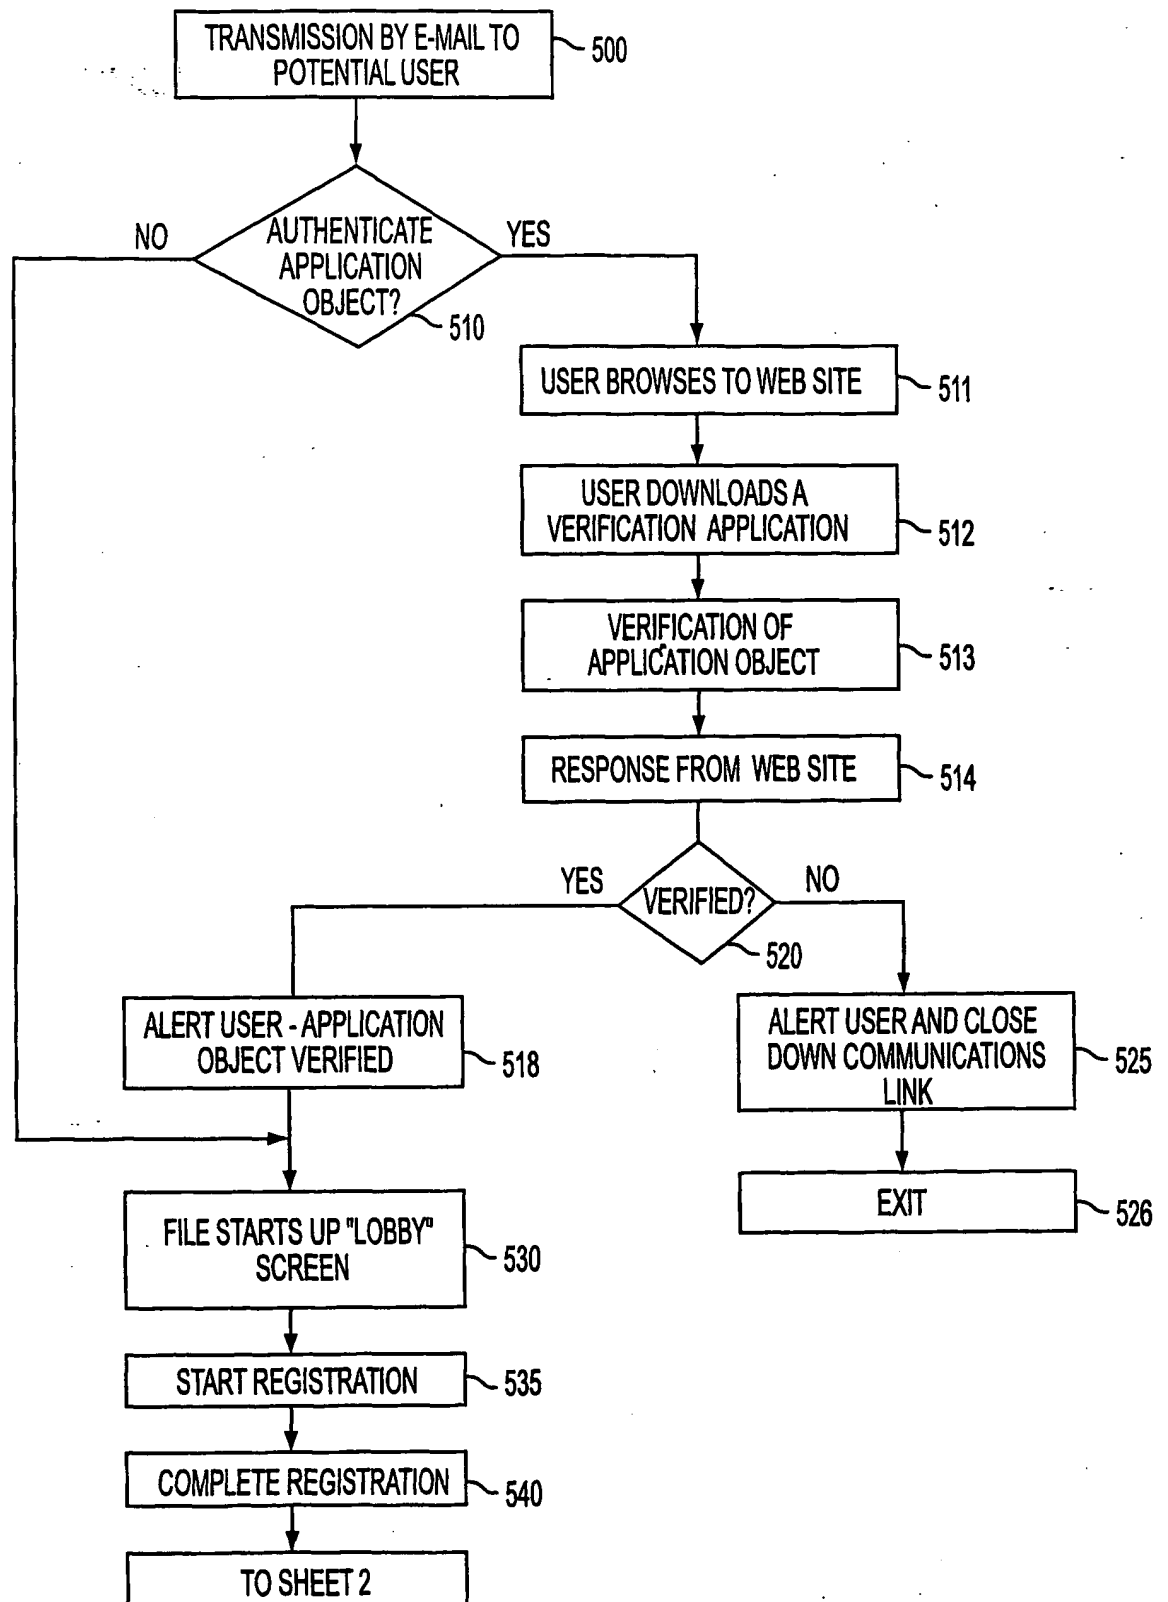 TRANSMISSION BY E-MAIL TO
POTENTIAL USER
500
NO
AUTHENTICATE
APPLICATION
OBJECT?
YES
510
USER BROWSES TO WEB SITE
511
USER DOWNLOADS A
VERIFICATION APPLICATION
512
VERIFICATION OF
APPLICATION OBJECT
513
RESPONSE FROM WEB SITE
514
YES
VERIFIED?
NO
520
ALERT USER - APPLICATION
OBJECT VERIFIED
518
ALERT USER AND CLOSE
DOWN COMMUNICATIONS
LINK
525
EXIT
526
FILE STARTS UP "LOBBY"
SCREEN
530
START REGISTRATION
535
COMPLETE REGISTRATION
540
TO SHEET 2